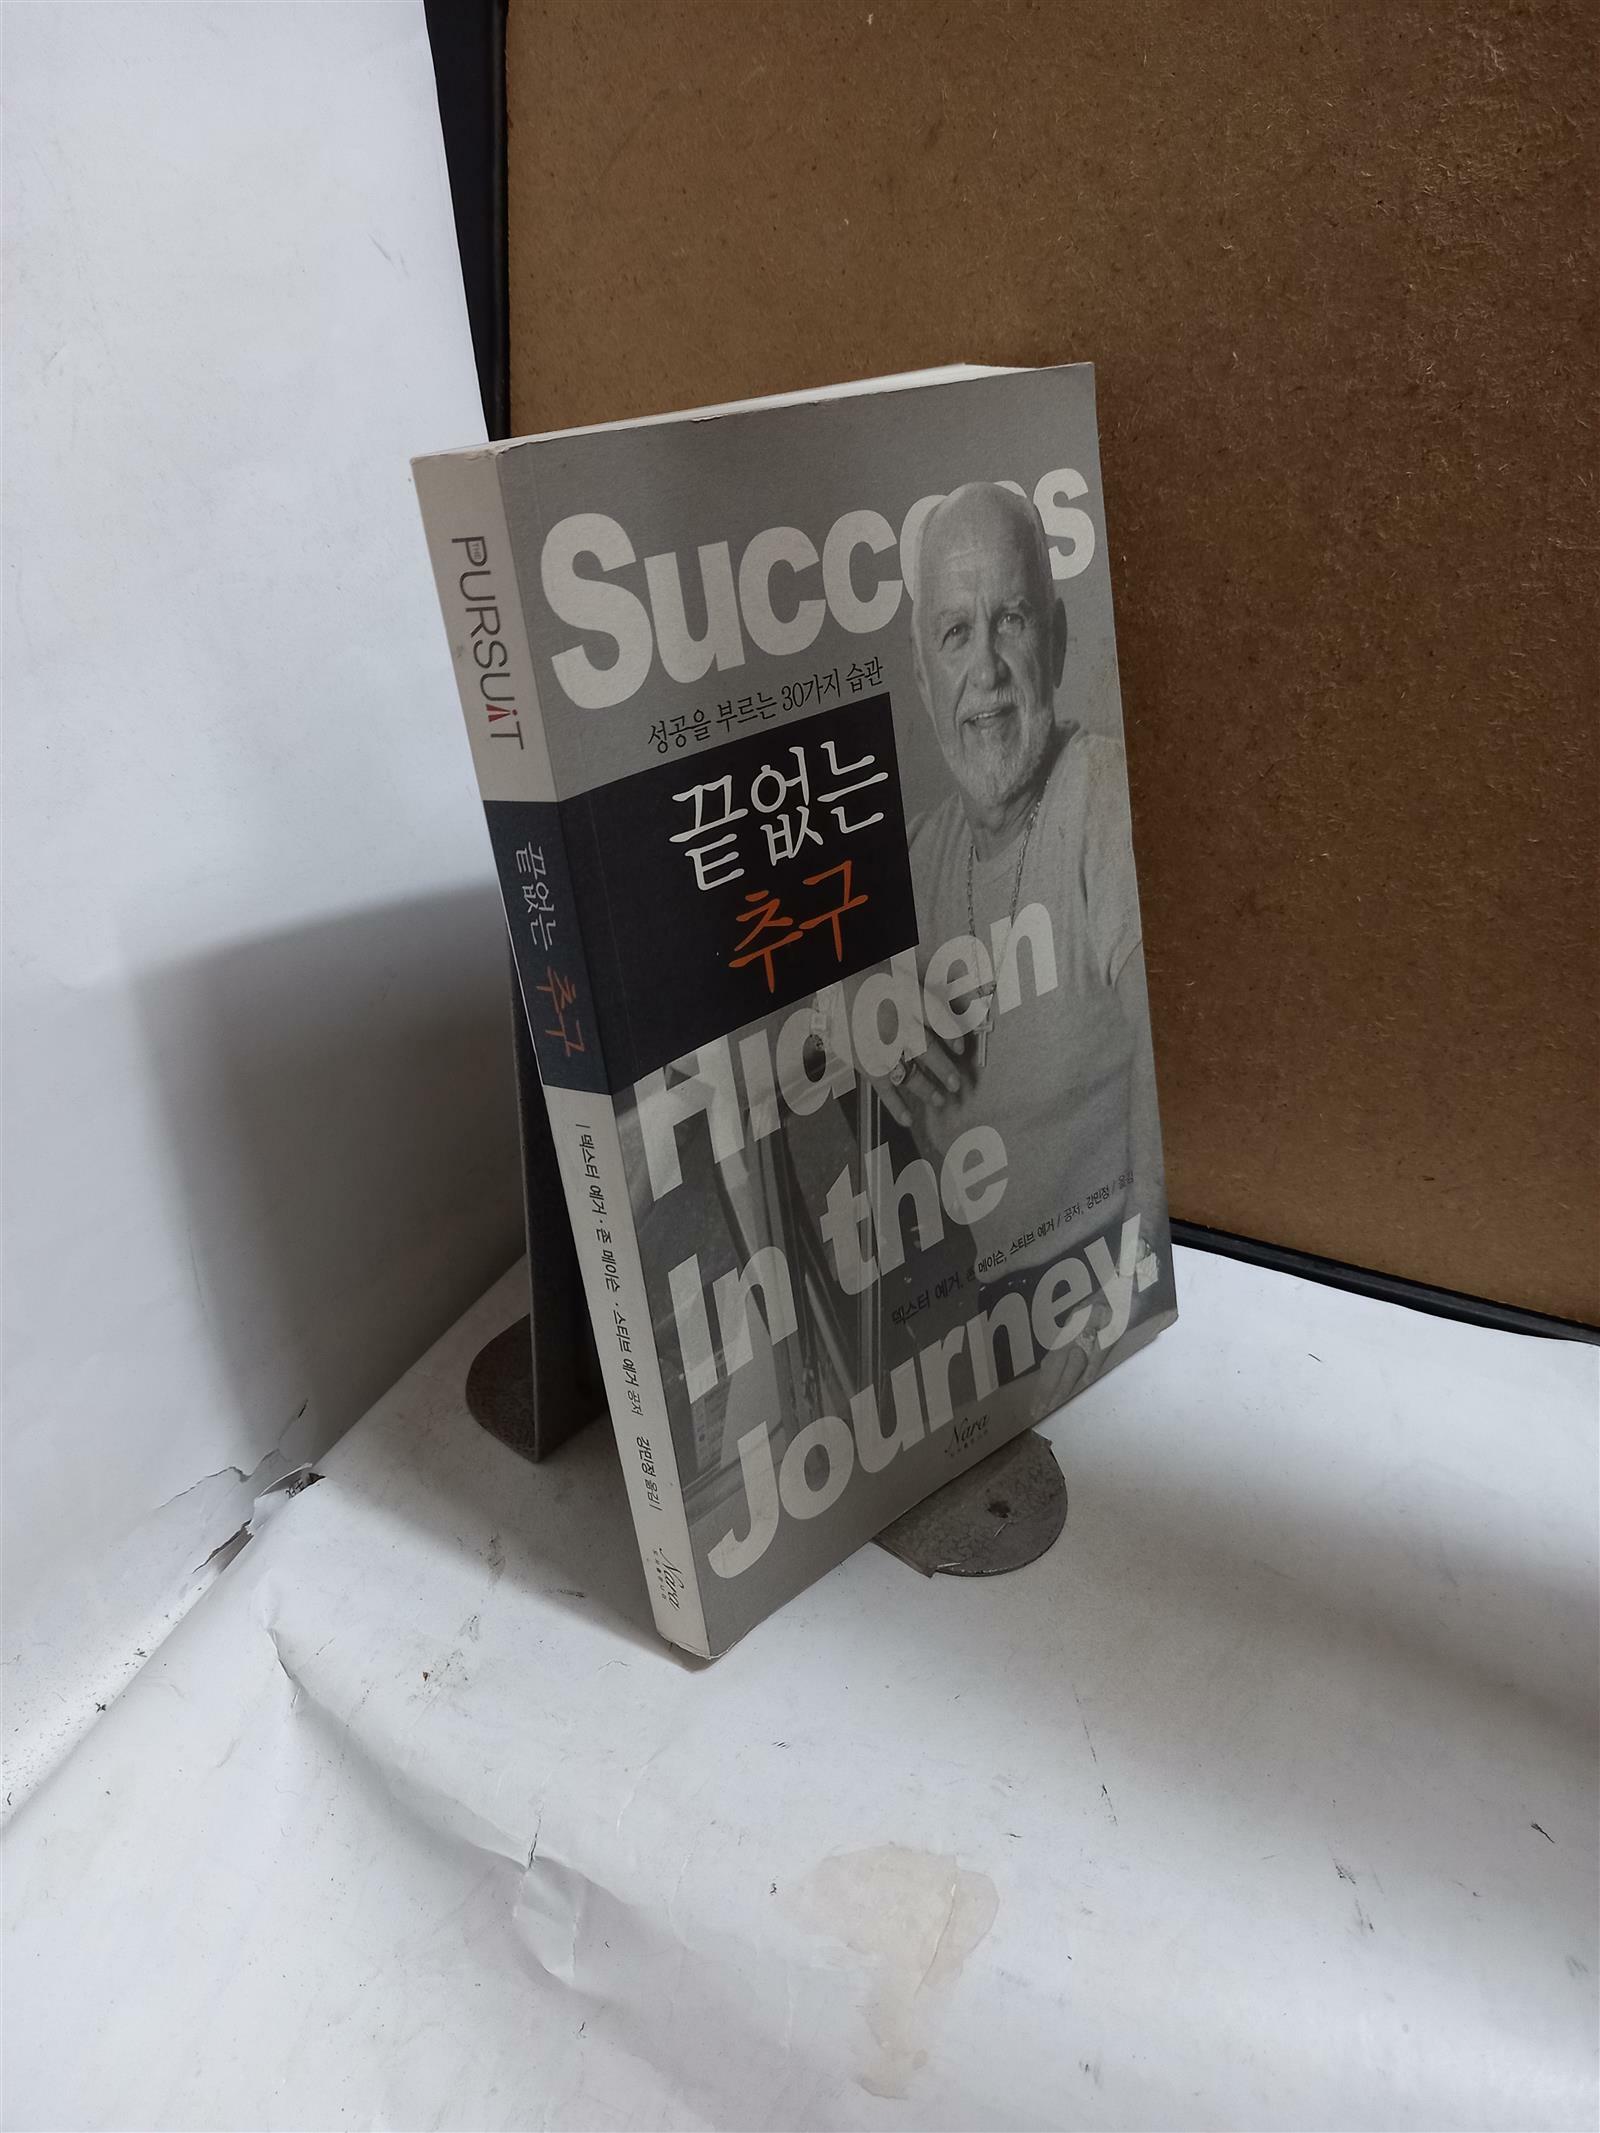 THE
PURSUiT
끝없는 추구
| 덱스터 예거 · 존 메이슨 · 스티브 예거 공저 강민정 옮김 |
Nara
Success
성공을 부르는 30가지 습관
끝없는
추구
Hidden
in the
Journey.
덱스터 예거, 존 메이슨, 스티브 예거 / 공저, 강민정 / 옮김
Nara